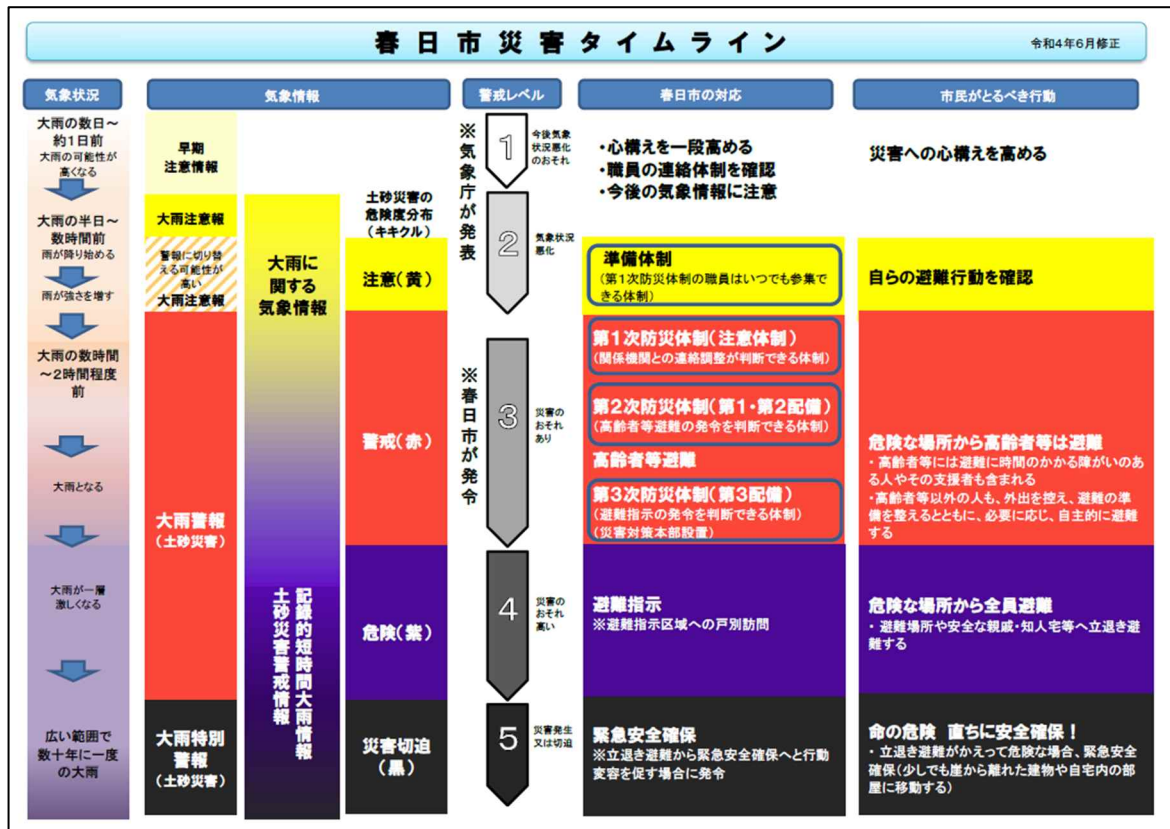 春日市災害タイムライン
令和4年6月修正
気象状況
気象情報
警戒レベル
春日市の対応
市民がとるべき行動
大雨の数日～
約1日前
大雨の可能性が
高くなる
大雨の半日～
数時間前
雨が降り始める
雨が強さを増す
大雨の数時間
～2時間程度
前
大雨となる
大雨が一層
激しくなる
広い範囲で
数十年に一度
の大雨
早期
注意情報
大雨注意報
警報に切り替
える可能性が
高い
大雨注意報
大雨警報
(土砂災害)
大雨特別
警報
(土砂災害)
大雨に
関する
気象情報
記録的短時間大雨情報
土砂災害警戒情報
土砂災害の
危険度分布
(キキクル)
注意(黄)
警戒(赤)
危険(紫)
災害切迫
(黒)
※気象庁が発表
※春日市が発令
1
今後気象
状況悪化
のおそれ
2
気象状況
悪化
3
災害の
おそれ
あり
4
災害の
おそれ
高い
5
災害発生
又は切迫
・心構えを一段高める
・職員の連絡体制を確認
・今後の気象情報に注意
準備体制
(第1次防災体制の職員はいつでも参集で
きる体制)
第1次防災体制(注意体制)
(関係機関との連絡調整が判断できる体制)
第2次防災体制(第1・第2配備)
(高齢者等避難の発令を判断できる体制)
高齢者等避難
第3次防災体制(第3配備)
(避難指示の発令を判断できる体制)
(災害対策本部設置)
避難指示
※避難指示区域への戸別訪問
緊急安全確保
※立退き避難から緊急安全確保へと行動
変容を促す場合に発令
災害への心構えを高める
自らの避難行動を確認
危険な場所から高齢者等は避難
・高齢者等には避難に時間のかかる障がいのあ
る人やその支援者も含まれる
・高齢者等以外の人も、外出を控え、避難の準
備を整えるとともに、必要に応じ、自主的に避難
する
危険な場所から全員避難
・避難場所や安全な親戚・知人宅等へ立退き避
難する
命の危険 直ちに安全確保！
・立退き避難がかえって危険な場合、緊急安全
確保(少しでも崖から離れた建物や自宅内の部
屋に移動する)